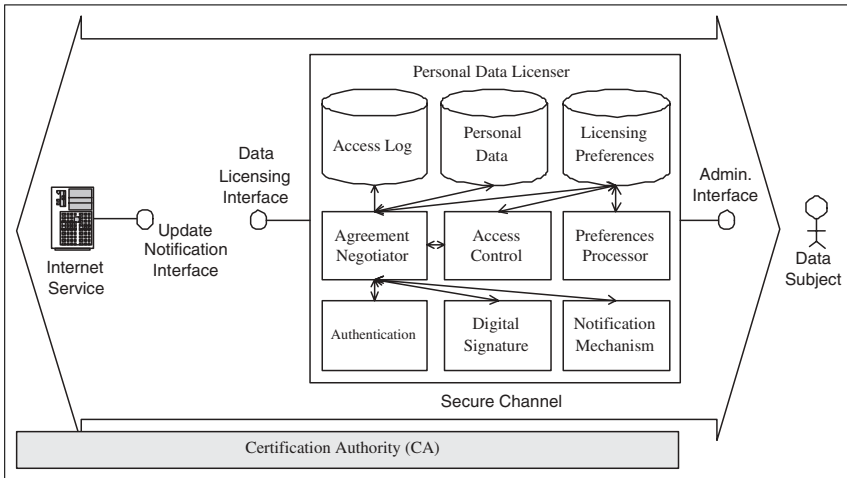 Personal Data Licenser
Access Log
Personal
Data
Licensing
Preferences
Data
Licensing
Interface
Admin.
Interface
Update
Notification
Interface
Internet
Service
Agreement
Negotiator
Access
Control
Preferences
Processor
Data
Subject
Authentication
Digital
Signature
Notification
Mechanism
Secure Channel
Certification Authority (CA)